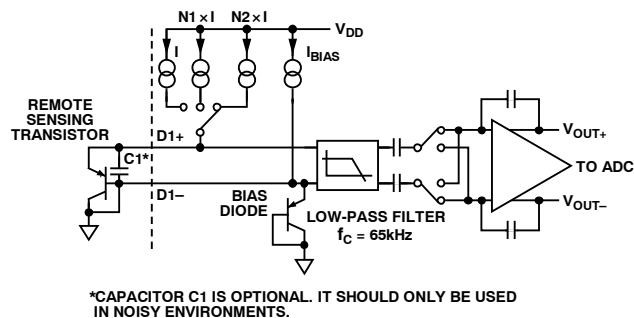 N1 × I
N2 × I
VDD
I
IBIAS
REMOTE
SENSING
TRANSISTOR
D1+
C1*
D1–
BIAS
DIODE
LOW-PASS FILTER
fC = 65kHz
VOUT+
TO ADC
VOUT–
*CAPACITOR C1 IS OPTIONAL. IT SHOULD ONLY BE USED
IN NOISY ENVIRONMENTS.